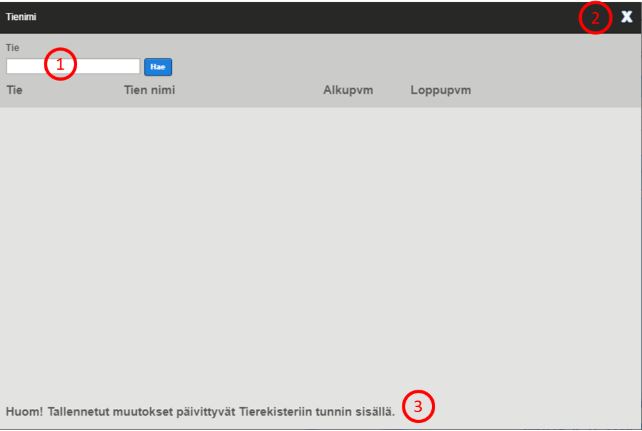 Tienimi 2 X
Tie
1 Hae
Tie Tien nimi Alkupvm Loppupvm
Huom! Tallennetut muutokset päivittyvät Tierekisteriin tunnin sisällä. 3